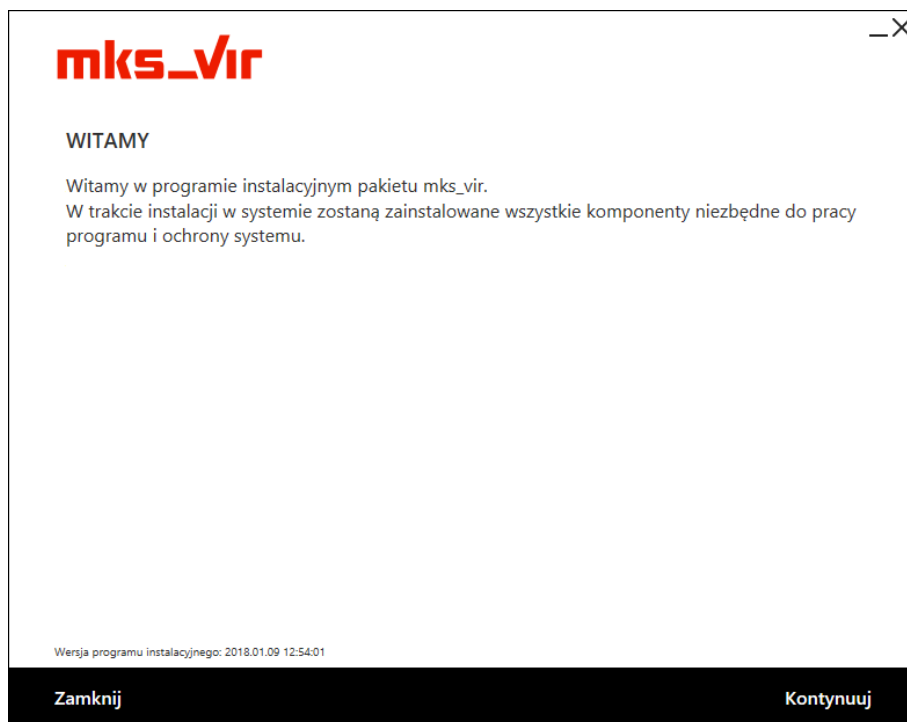 mks_vir
WITAMY
Witamy w programie instalacyjnym pakietu mks_vir.
W trakcie instalacji w systemie zostaną zainstalowane wszystkie komponenty niezbędne do pracy
programu i ochrony systemu.
Wersja programu instalacyjnego: 2018.01.09 12:54:01
Zamknij
Kontynuuj